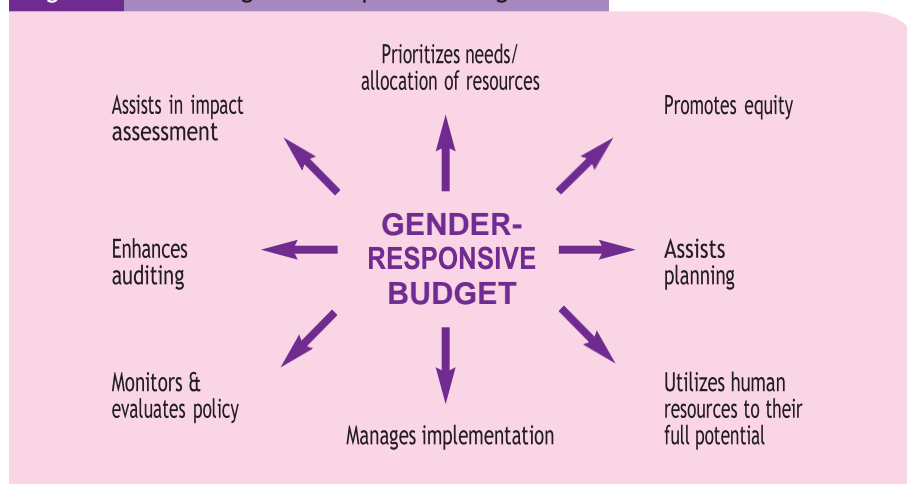 Prioritizes needs/
allocation of resources
Assists in impact
assessment
Promotes equity
GENDER-
RESPONSIVE
BUDGET
Enhances
auditing
Assists
planning
Monitors &
evaluates policy
Manages implementation
Utilizes human
resources to their
full potential